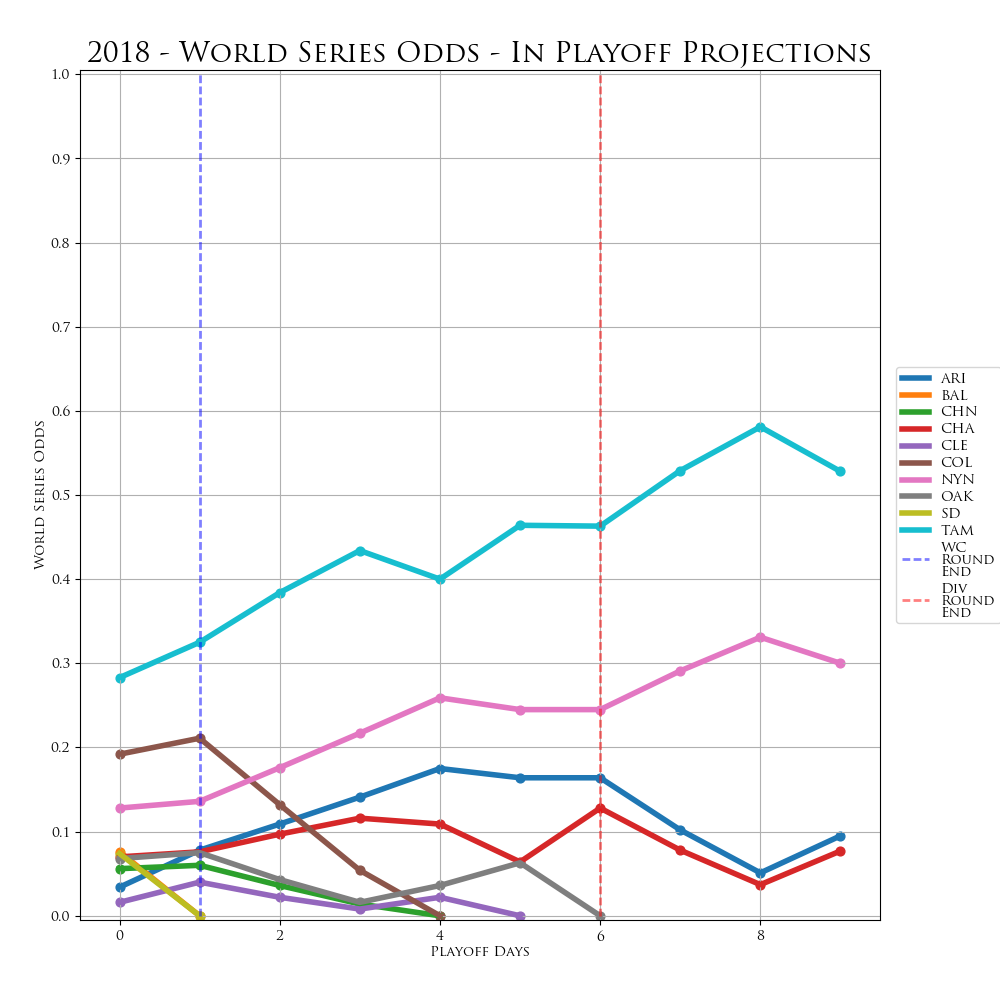 2018 - World Series Odds - In Playoff Projections
World Series Odds
1.0
0.9
0.8
0.7
0.6
0.5
0.4
0.3
0.2
0.1
0.0
0
2
4
6
8
Playoff Days
ARI
BAL
CHN
CHA
CLE
COL
NYN
OAK
SD
TAM
WC
Round
End
Div
Round
End